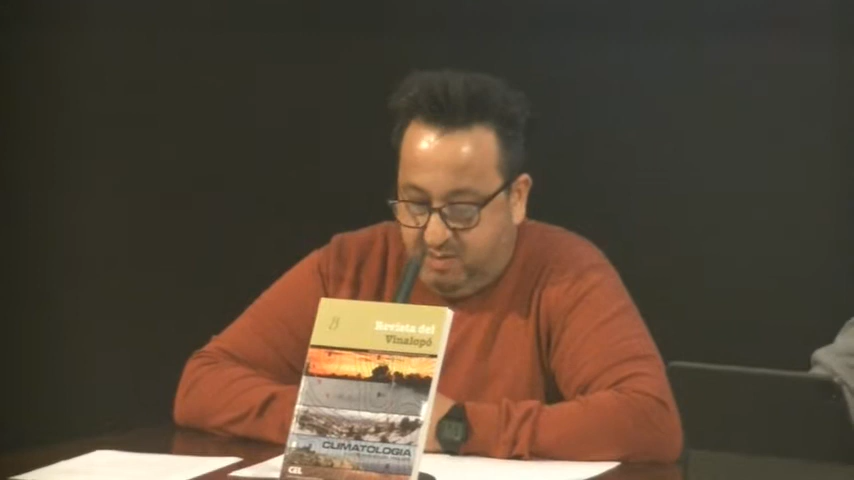 23
Revista del
Vinalopó
CLIMATOLOGIA
CEL